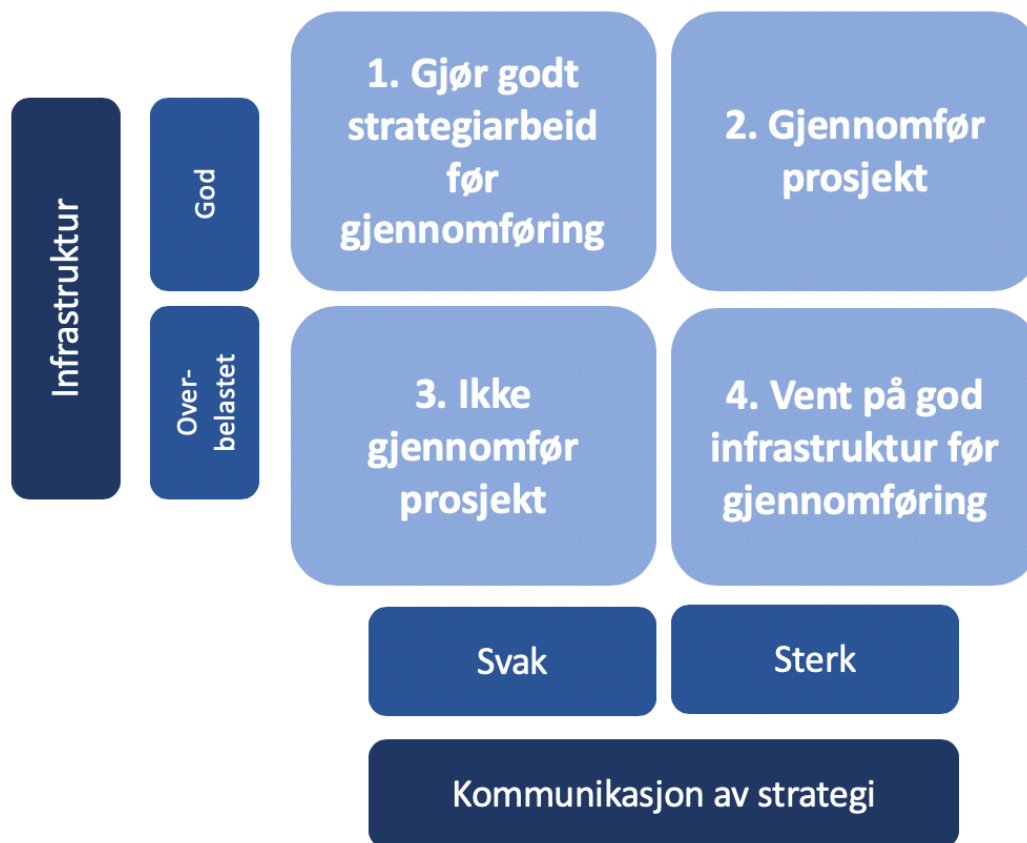 Infrastruktur
God
Over-
belastet
1. Gjør godt
strategiarbeid
før
gjennomføring
2. Gjennomfør
prosjekt
3. Ikke
gjennomfør
prosjekt
4. Vent på god
infrastruktur før
gjennomføring
Svak
Sterk
Kommunikasjon av strategi